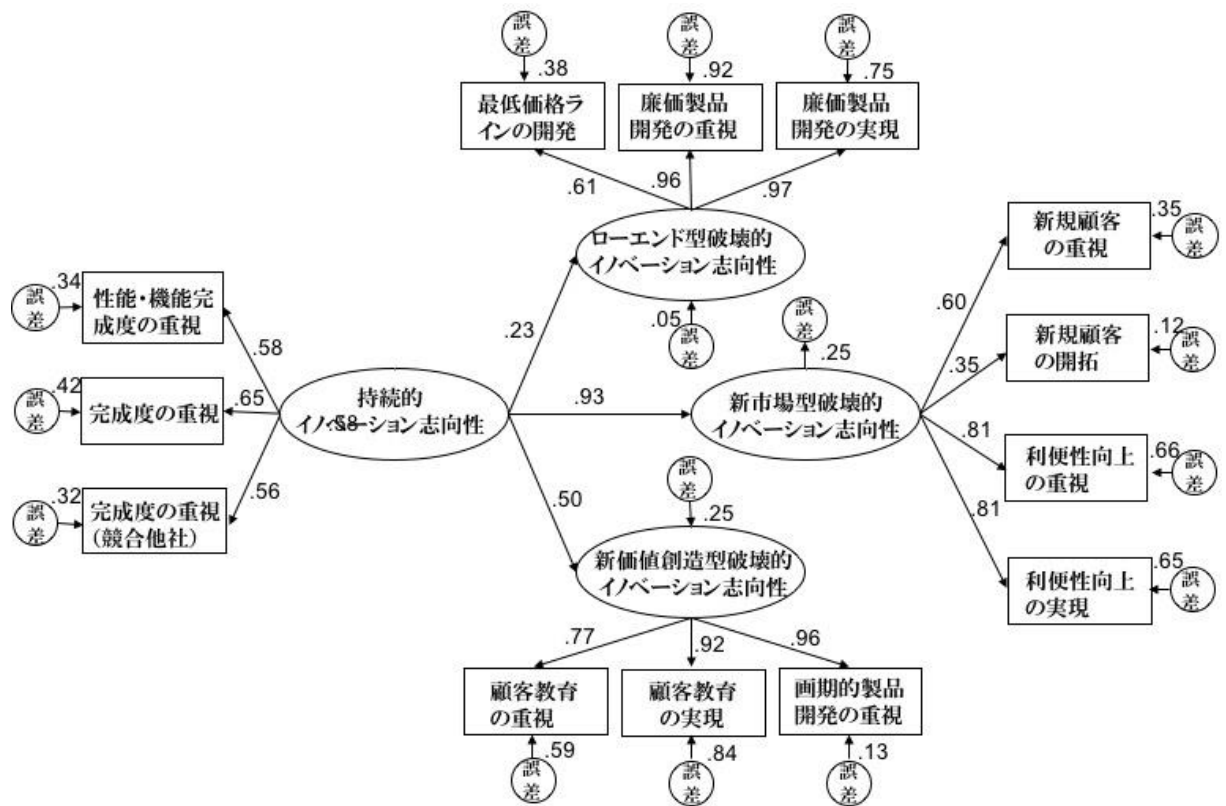 誤
差
誤
差
誤
差
.38
.92
.75
最低価格ラ
インの開発
廉価製品
開発の重視
廉価製品
開発の実現
.61
.96
.97
ローエンド型破壊的
イノベーション志向性
.05
誤
差
.23
誤
差
.34
性能・機能完
成度の重視
.58
誤
差
.42
完成度の重視
.65
誤
差
.32
完成度の重視
(競合他社)
.56
持続的
イノベーション志向性
.58
.93
誤
差
.25
新市場型破壊的
イノベーション志向性
.60
新規顧客
の重視
.35
誤
差
.35
新規顧客
の開拓
.12
誤
差
.81
利便性向上
の重視
.66
誤
差
.81
利便性向上
の実現
.65
誤
差
.50
誤
差
.25
新価値創造型破壊的
イノベーション志向性
.77
.92
.96
顧客教育
の重視
顧客教育
の実現
画期的製品
開発の重視
.59
.84
.13
誤
差
誤
差
誤
差